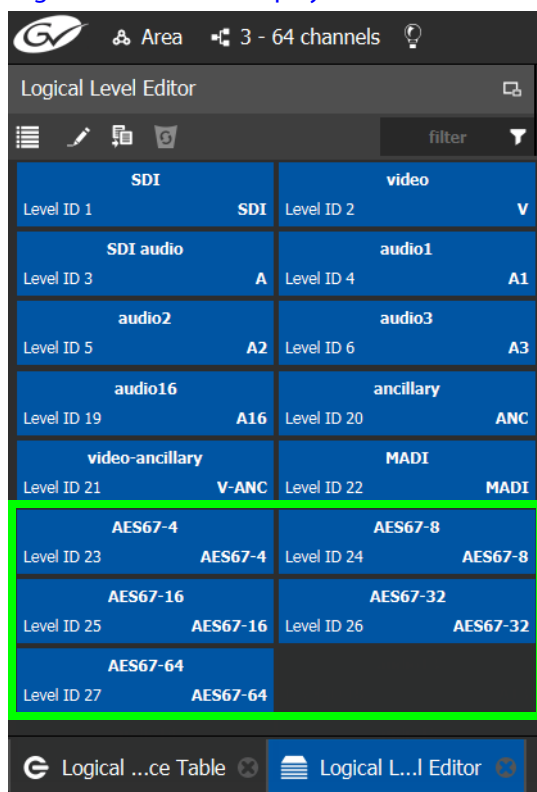 GV Area 3 - 64 channels
Logical Level Editor
filter
SDI video
Level ID 1 SDI Level ID 2 V
SDI audio audio1
Level ID 3 A Level ID 4 A1
audio2 audio3
Level ID 5 A2 Level ID 6 A3
audio16 ancillary
Level ID 19 A16 Level ID 20 ANC
video-ancillary MADI
Level ID 21 V-ANC Level ID 22 MADI
AES67-4 AES67-8
Level ID 23 AES67-4 Level ID 24 AES67-8
AES67-16 AES67-32
Level ID 25 AES67-16 Level ID 26 AES67-32
AES67-64
Level ID 27 AES67-64
Logical ...ce Table Logical L...l Editor